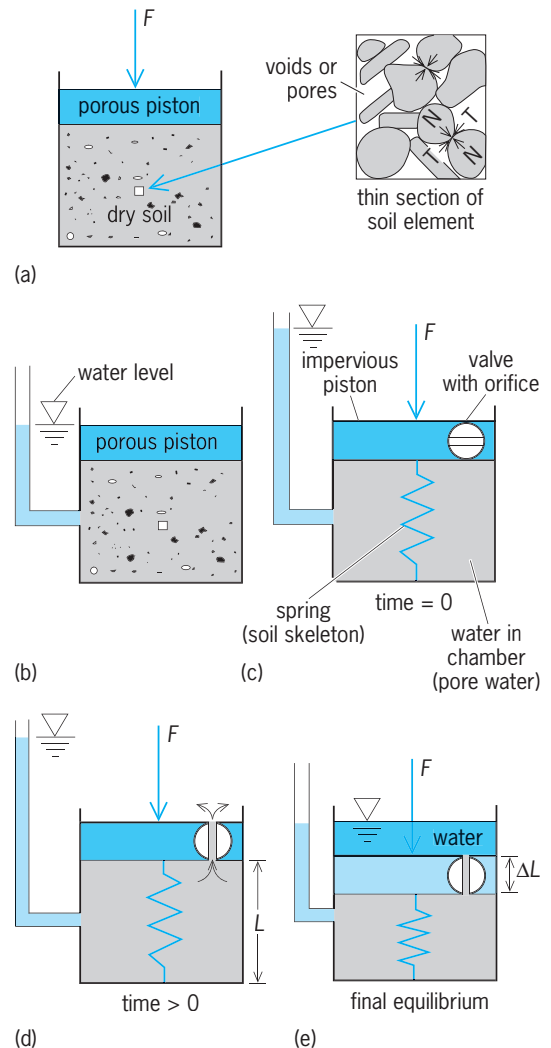 F
porous piston
dry soil
voids or
pores
N
T
T
N
thin section of
soil element
(a)
water level
porous piston
(b)
F
impervious
piston
valve
with orifice
spring
(soil skeleton)
time = 0
water in
chamber
(pore water)
(c)
F
L
time > 0
(d)
F
water
ΔL
final equilibrium
(e)